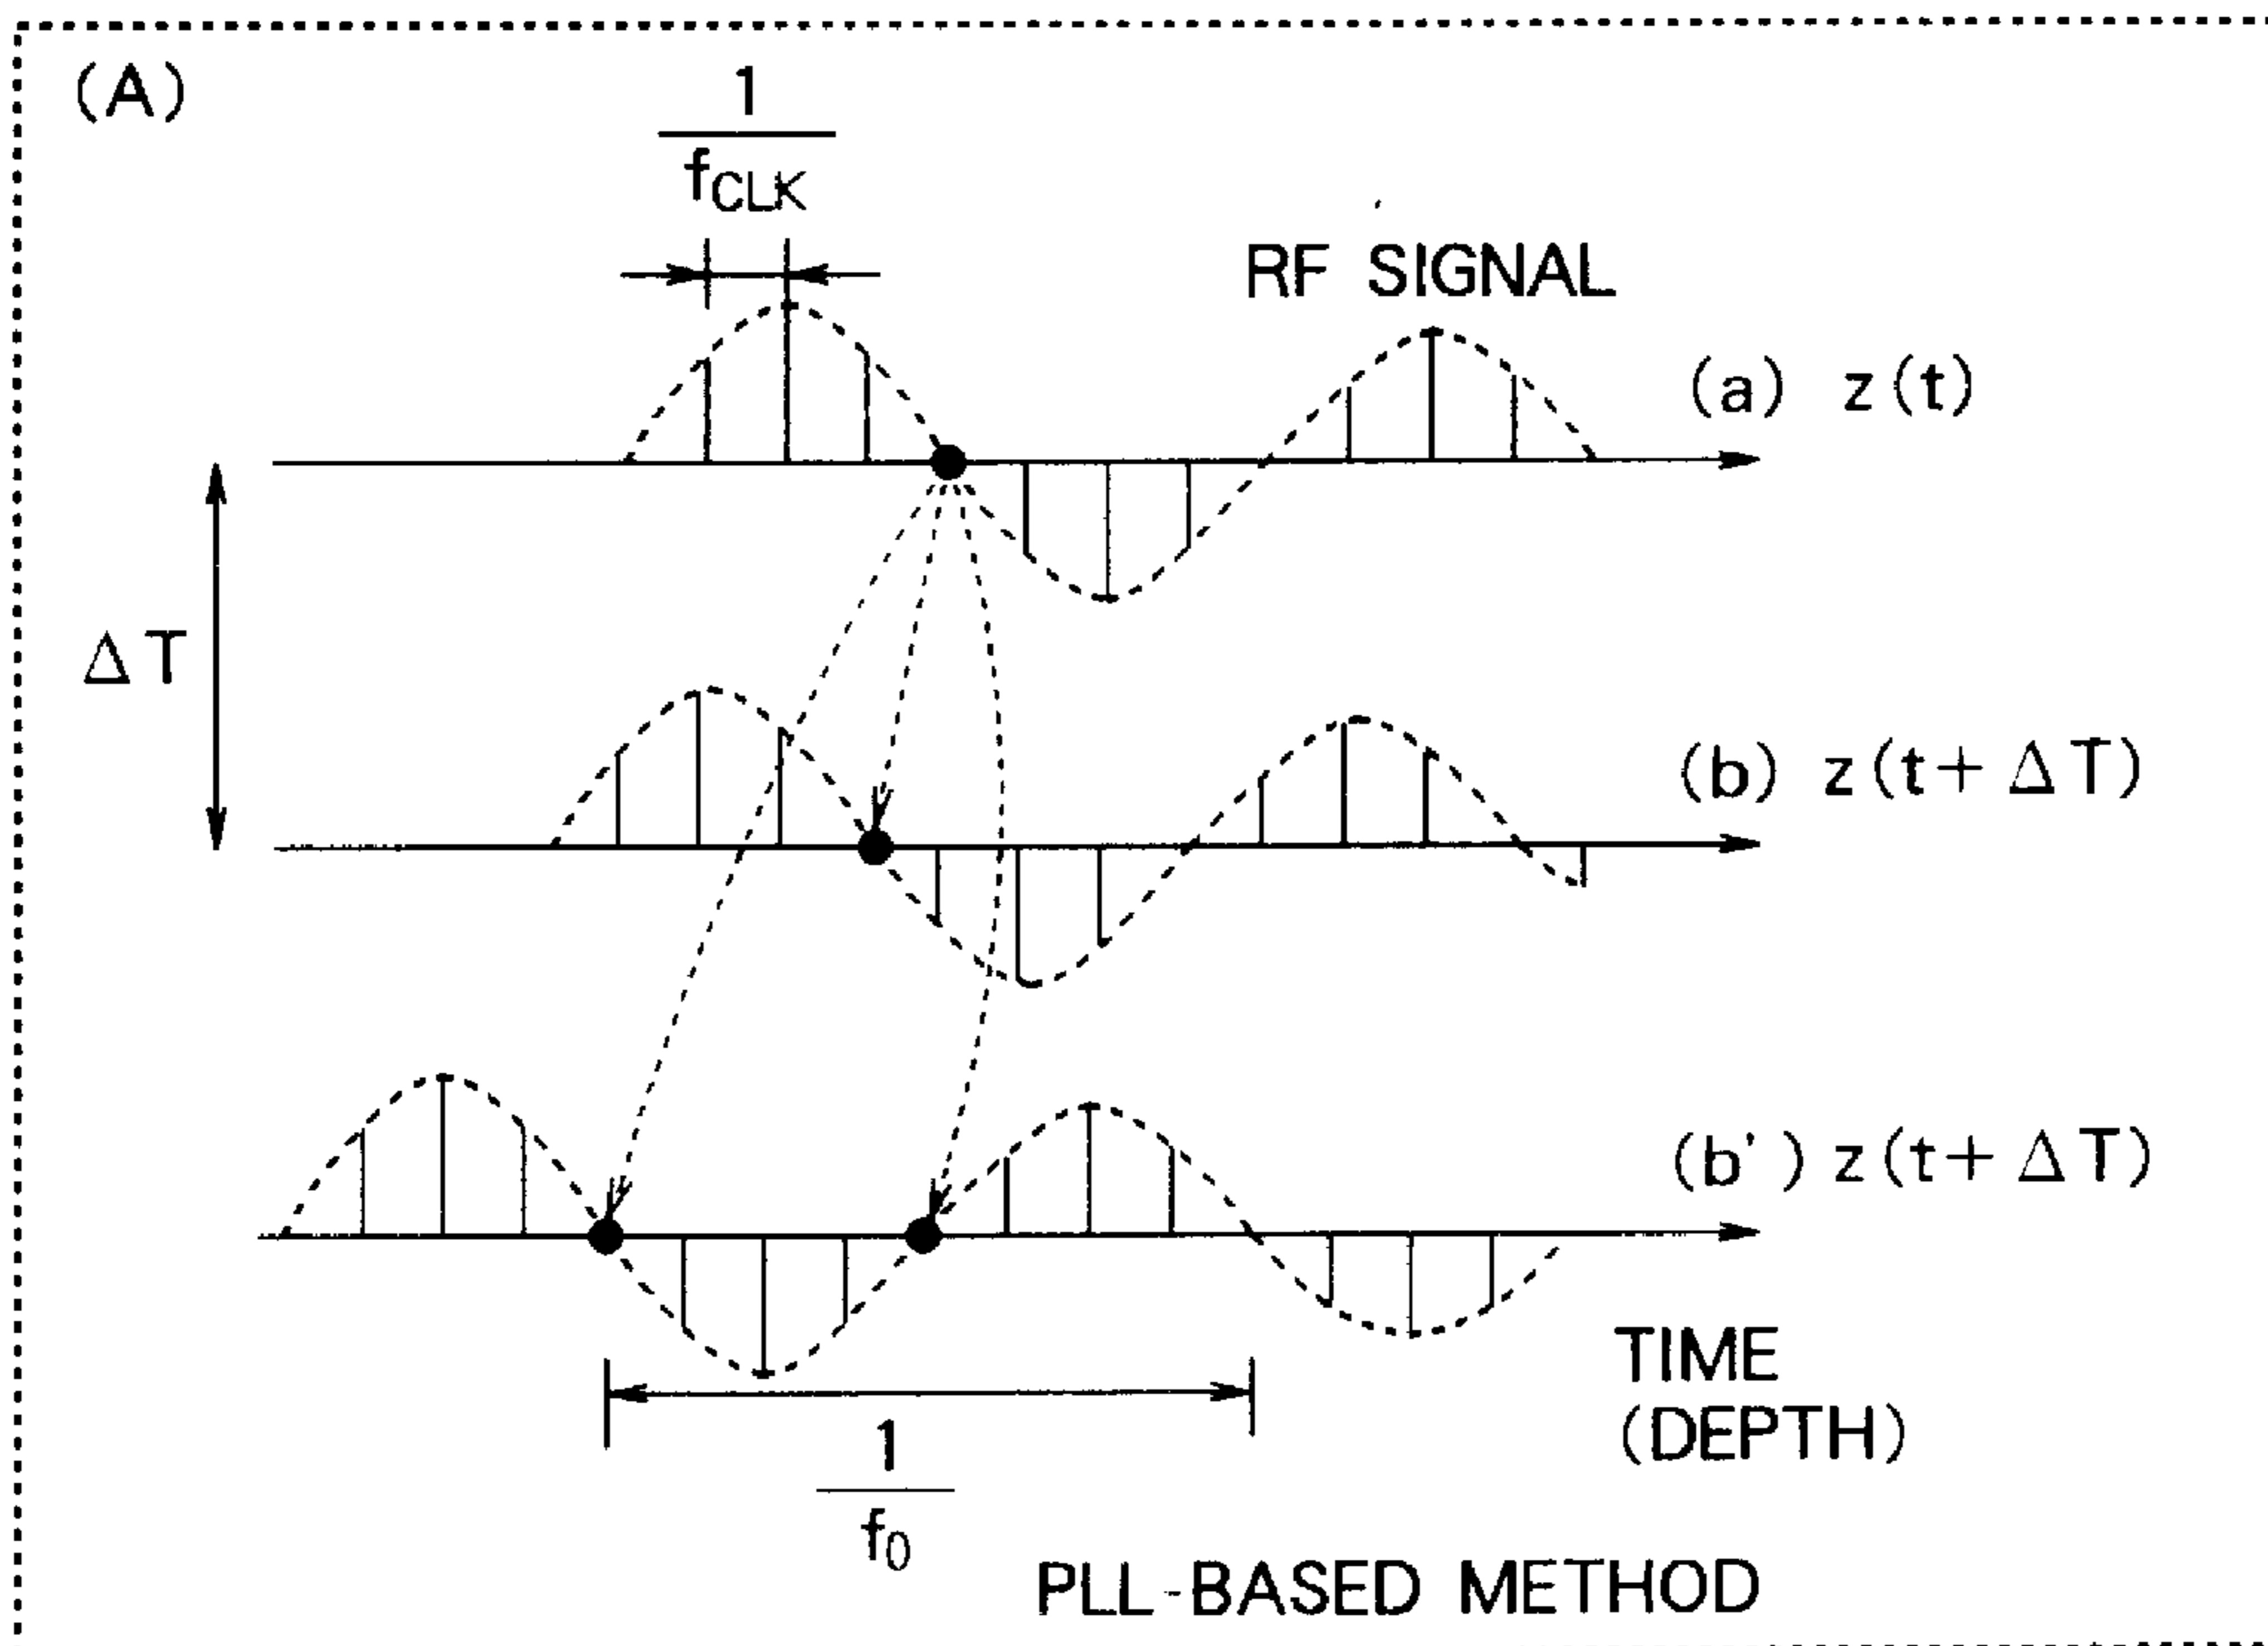 (A)
1
fCLK
RF SIGNAL
(a) z(t)
ΔT
(b) z(t+ΔT)
(b') z(t+ΔT)
TIME
(DEPTH)
1
f0
PLL-BASED METHOD